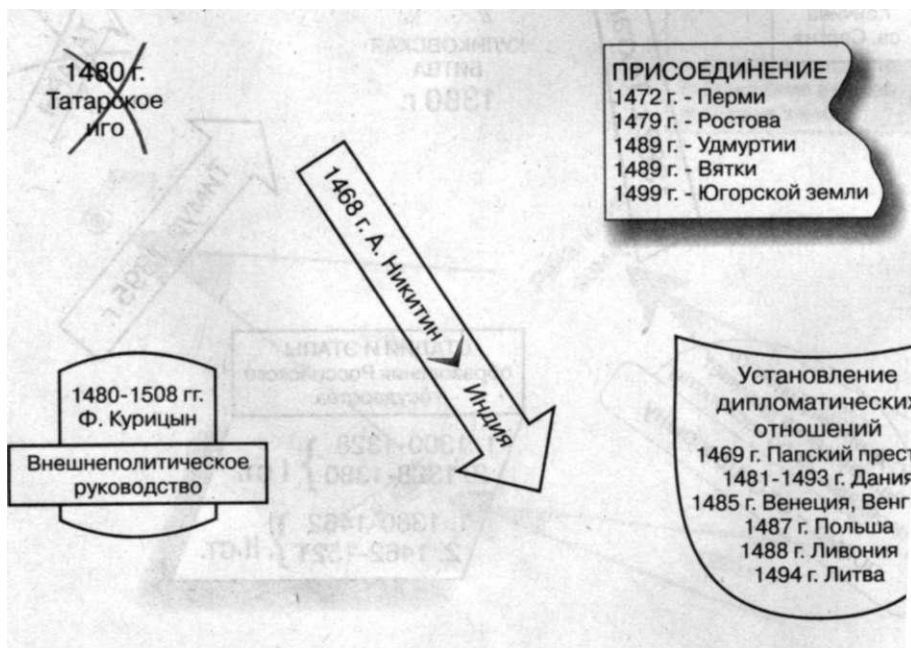 1480 г.
Татарское
иго
ПРИСОЕДИНЕНИЕ
1472 г. - Перми
1479 г. - Ростова
1489 г. - Удмуртии
1489 г. - Вятки
1499 г. - Югорской земли
1468 г. А. Никитин Индия
1480-1508 гг.
Ф. Курицын
Внешнеполитическое
руководство
Установление
дипломатических
отношений
1469 г. Папский прест
1481-1493 г. Дания
1485 г. Венеция, Венг
1487 г. Польша
1488 г. Ливония
1494 г. Литва